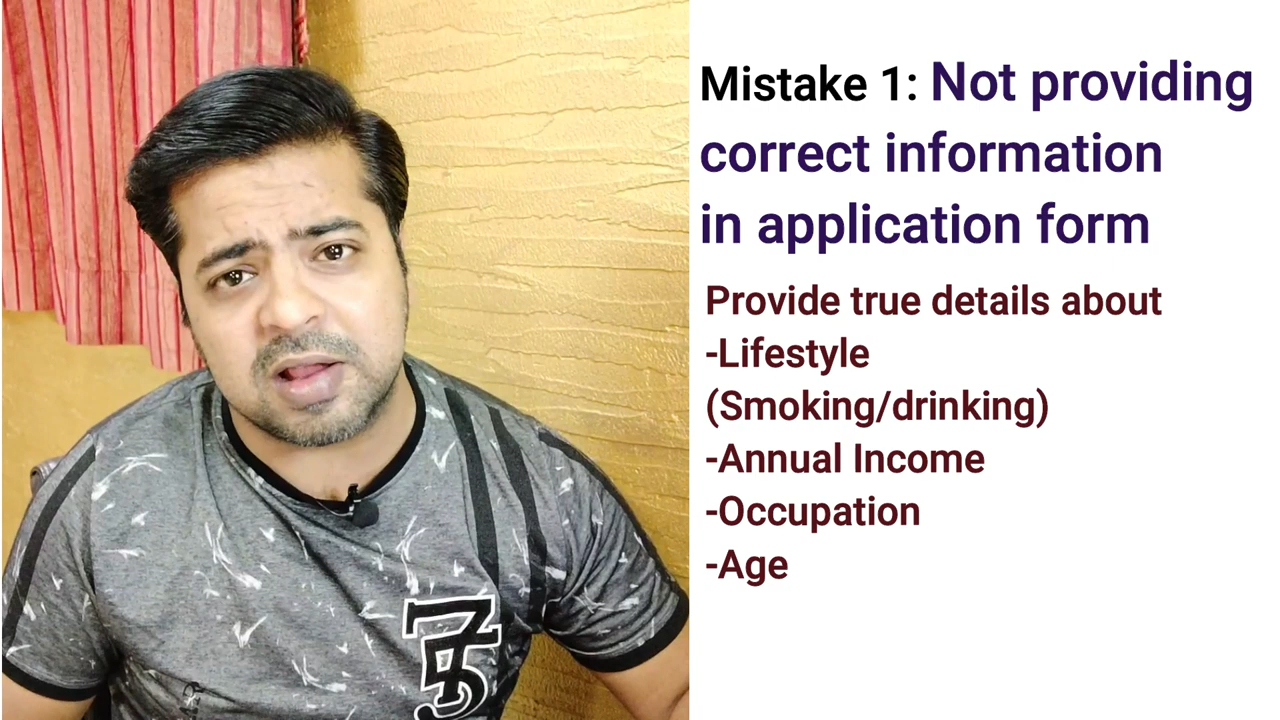 Mistake 1: Not providing
correct information
in application form
Provide true details about
-Lifestyle
(Smoking/drinking)
-Annual Income
-Occupation
-Age
75